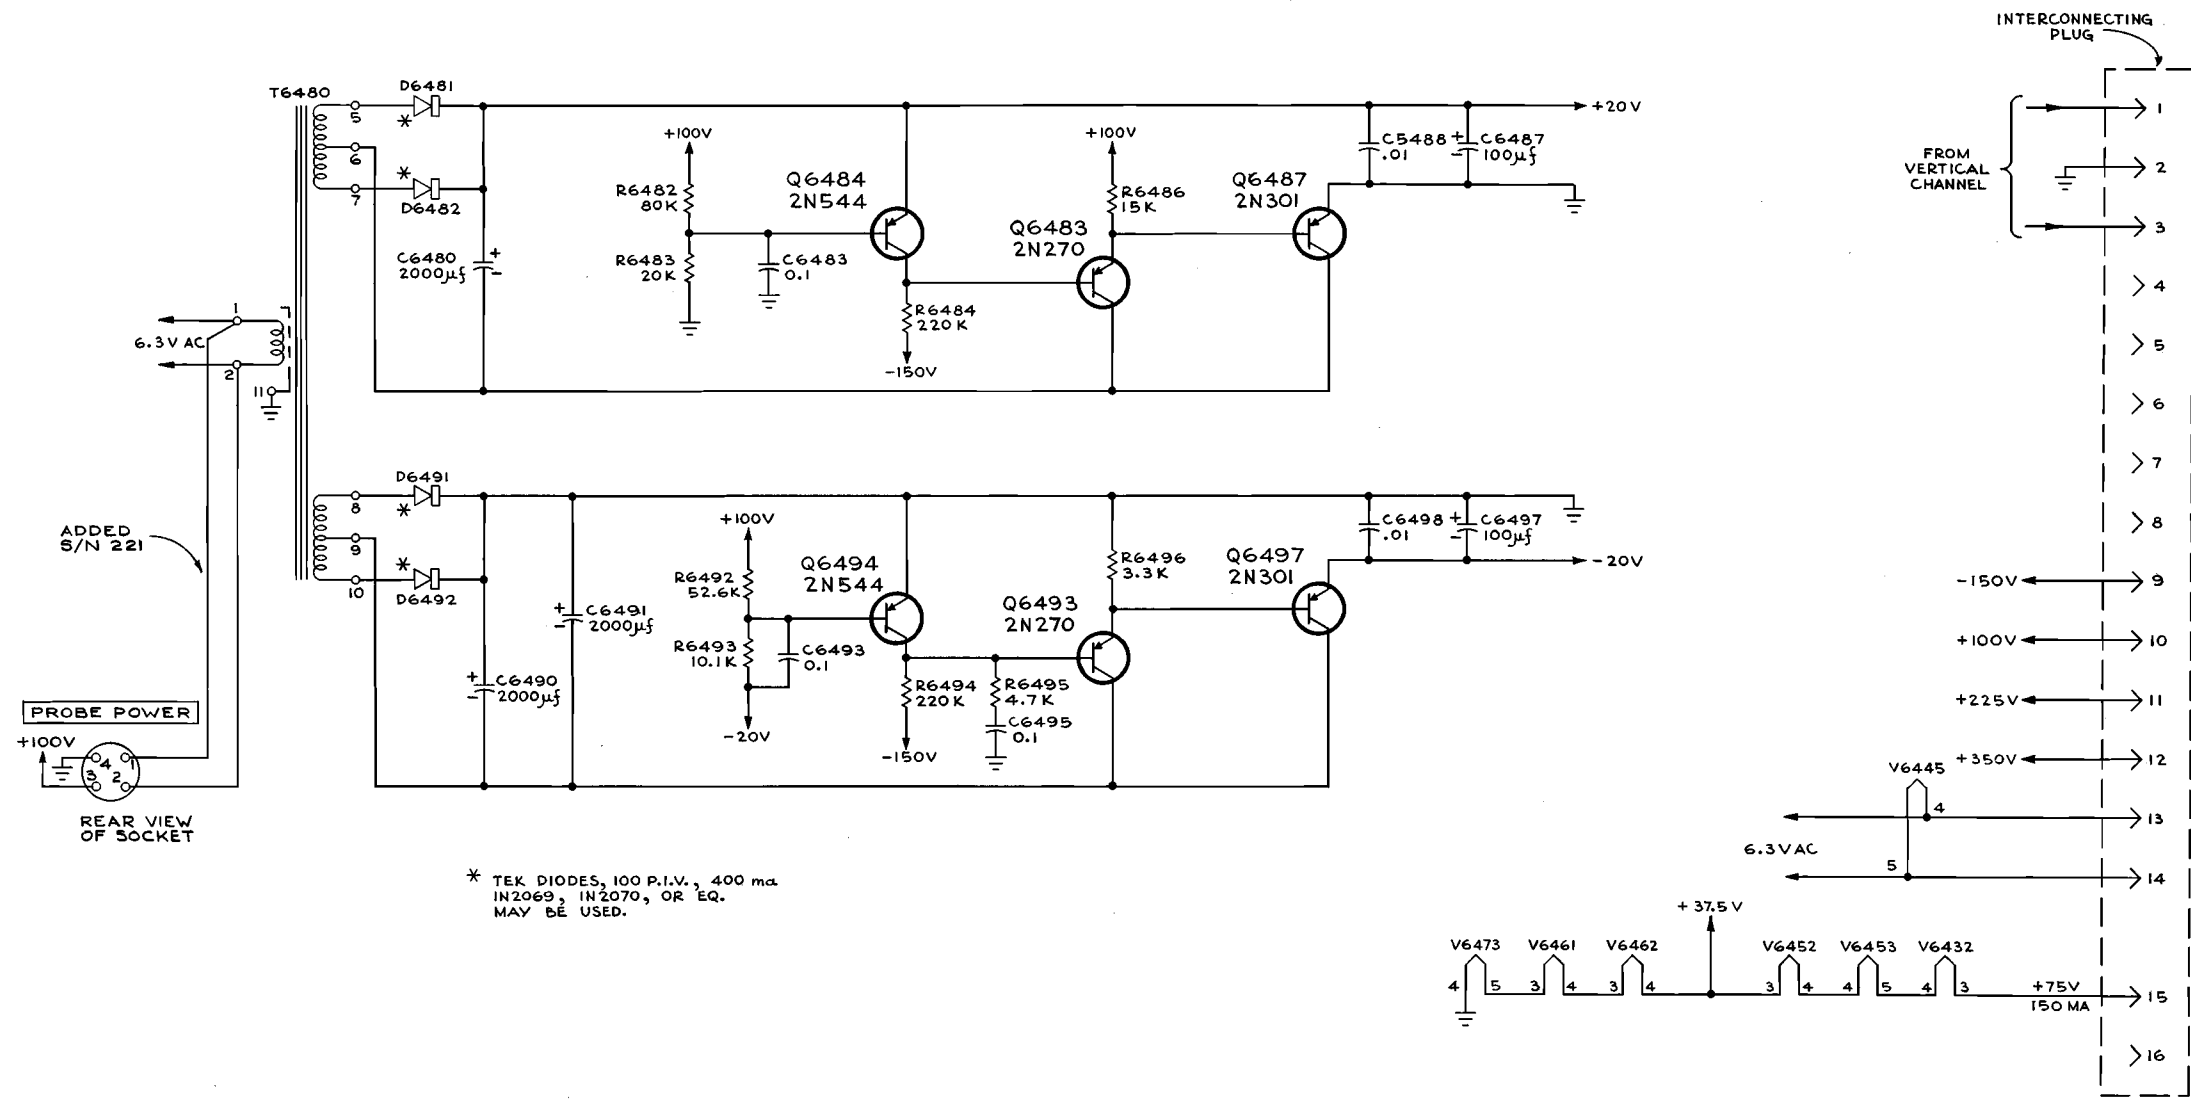 INTERCONNECTING
PLUG
T6480
D6481
*
5
6
*
7
D6482
C6480
2000µf
+
-
+100V
R6482
80K
R6483
20K
C6483
0.1
Q6484
2N544
R6484
220K
-150V
Q6483
2N270
+100V
R6486
15K
Q6487
2N301
C5488
.01
+
-
C6487
100µf
+20V
FROM
VERTICAL
CHANNEL
1
2
3
4
5
6
7
8
1
6.3V AC
2
11
ADDED
S/N 221
D6491
8
*
9
*
10
D6492
+
-
C6491
2000µf
+
-
C6490
2000µf
+100V
R6492
52.6K
R6493
10.1K
C6493
0.1
-20V
Q6494
2N544
R6494
220K
-150V
R6495
4.7K
C6495
0.1
Q6493
2N270
R6496
3.3K
Q6497
2N301
C6498
.01
+
-
C6497
100µf
-20V
-150V
9
+100V
10
+225V
11
+350V
12
V6445
4
13
6.3VAC
5
14
PROBE POWER
+100V
4
1
3
2
REAR VIEW
OF SOCKET
* TEK DIODES, 100 P.I.V., 400 ma
1N2069, 1N2070, OR EQ.
MAY BE USED.
+37.5V
V6473
V6461
V6462
V6452
V6453
V6432
4
5
3
4
3
4
3
4
4
5
4
3
+75V
150 MA
15
16